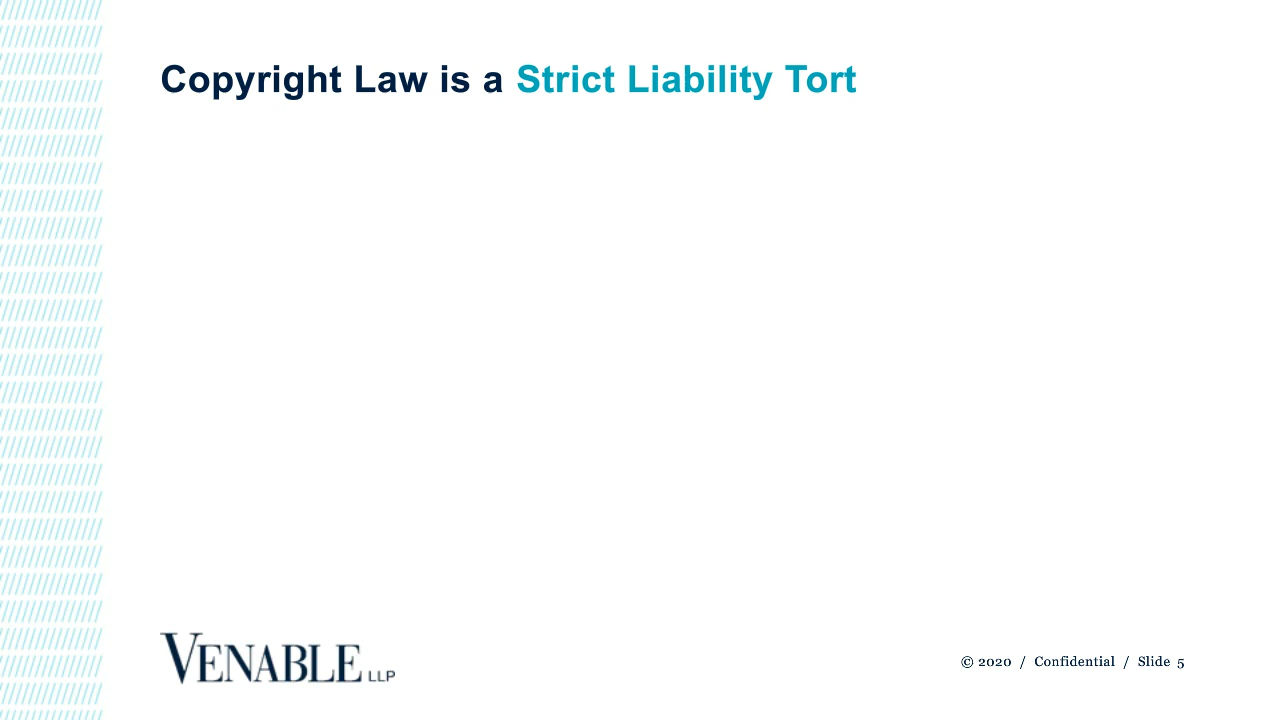 Copyright Law is a Strict Liability Tort
VENABLE LLP
© 2020 / Confidential / Slide 5